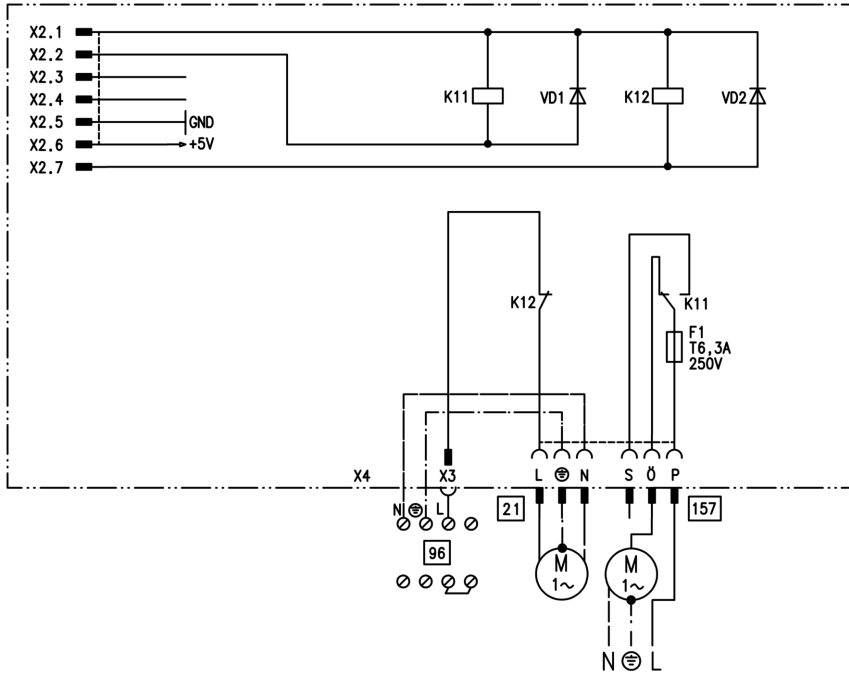 X2.1
X2.2
X2.3
X2.4
X2.5 GND
X2.6 +5V
X2.7
K11 VD1 K12 VD2
K12 K11
F1
T6,3A
250V
X4 X3 L N S Ö P
N L 21 157
96
M
1~
M
1~
N L